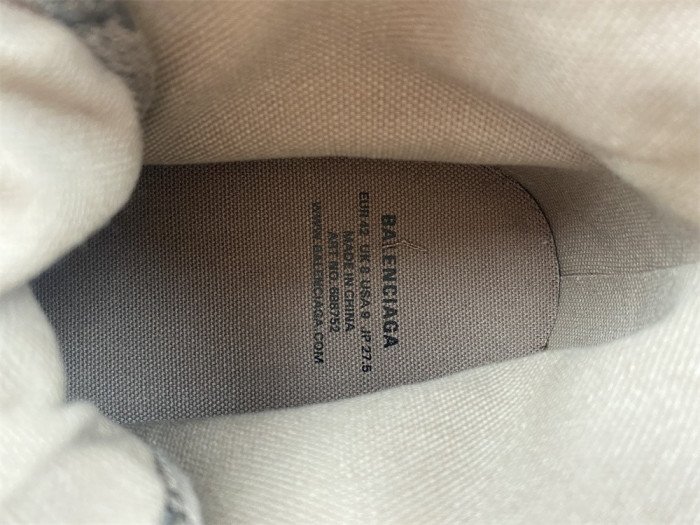 BALENCIAGA
EUR 42 UK 8 USA 9 JP 27.5
MADE IN CHINA
ART NO. 688752
WWW.BALENCIAGA.COM